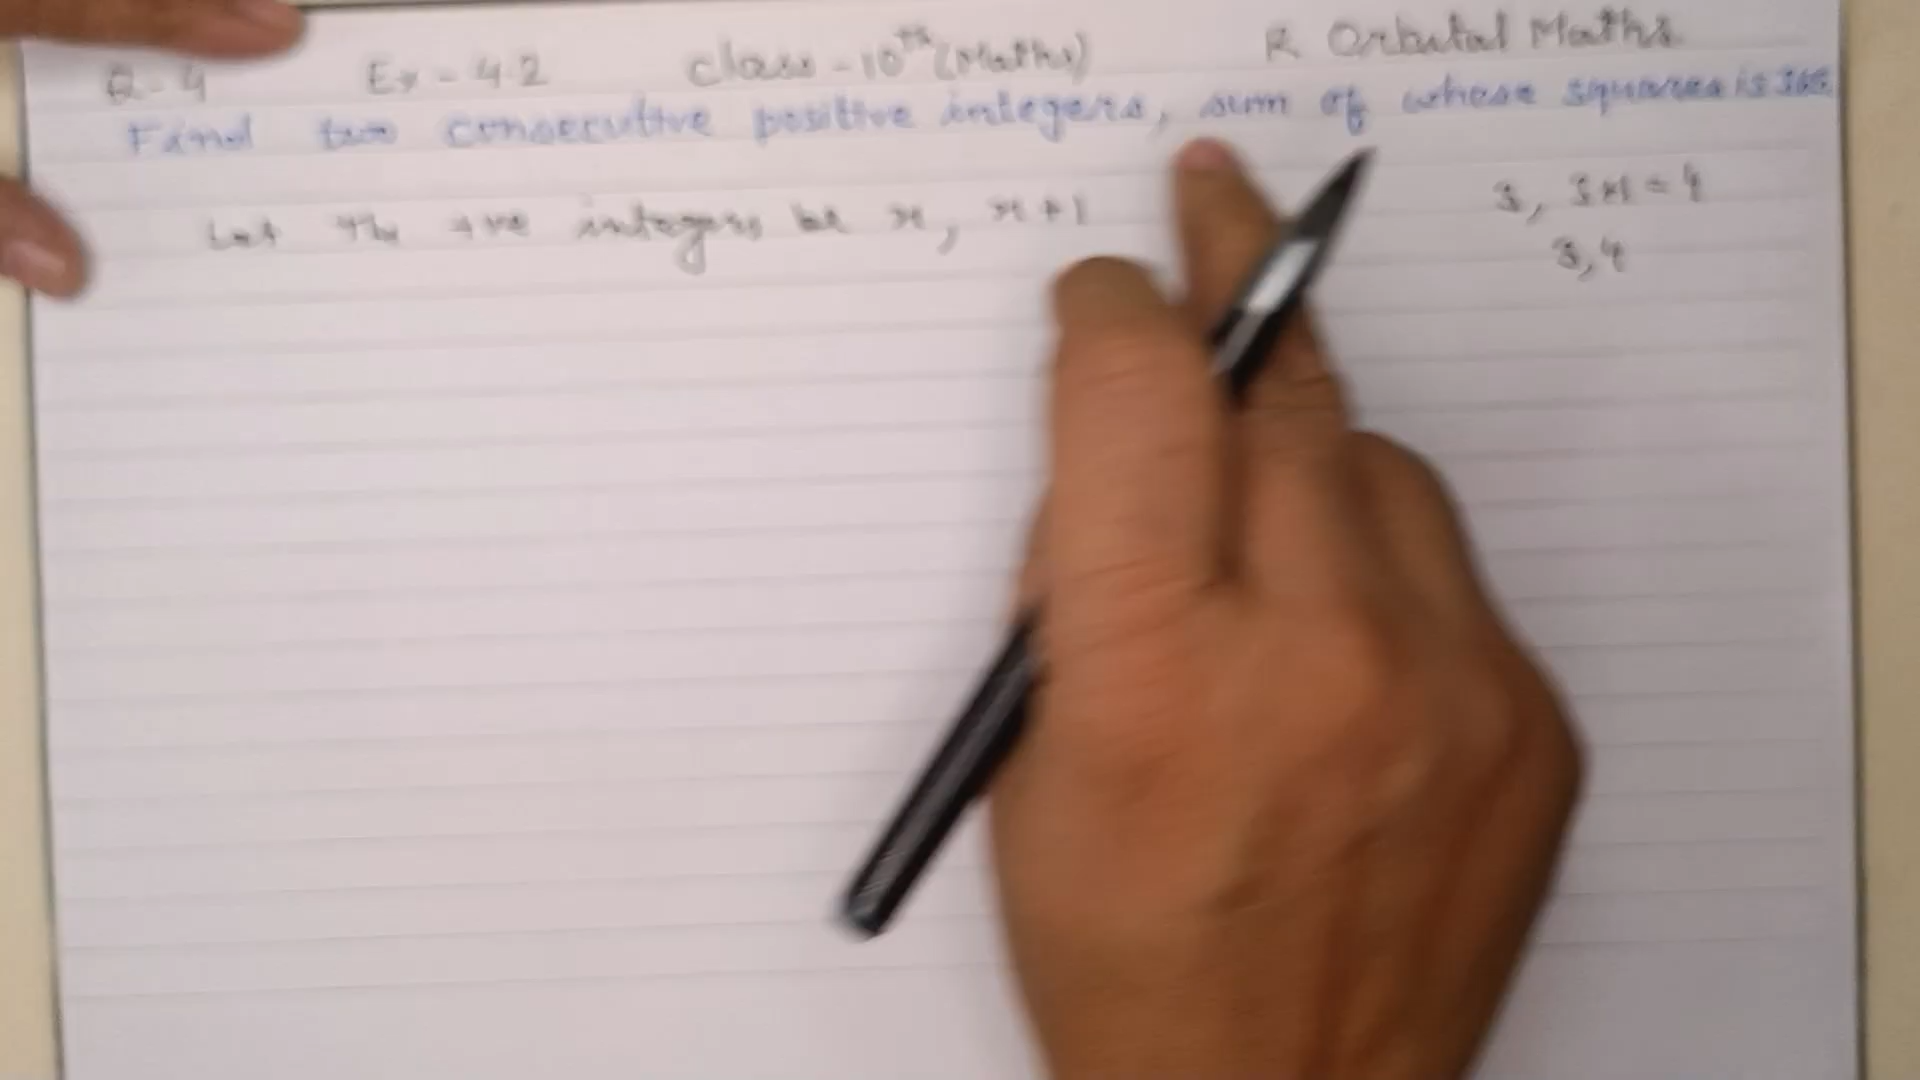 Q-4 Ex-4.2 Class-10th (Maths) R Orbital Maths
Find two consecutive positive integers, sum of whose squares is 365.
Let the +ve integers be x, x+1
3, 3+1=4
3,4